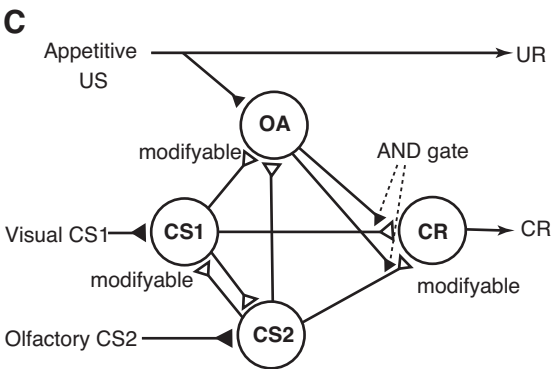 C
Appetitive
US
UR
OA
modifyable
AND gate
Visual CS1
CS1
CR
CR
modifyable
modifyable
Olfactory CS2
CS2